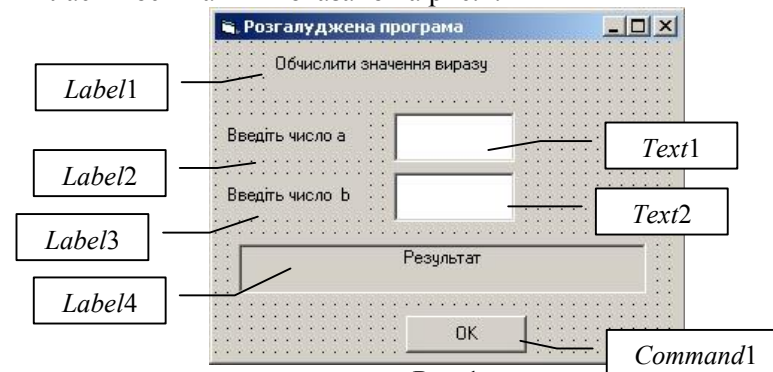 Розгалуджена програма
Обчислити значення виразу
Label1
Введіть число a
Text1
Label2
Введіть число b
Text2
Label3
Результат
Label4
OK
Command1